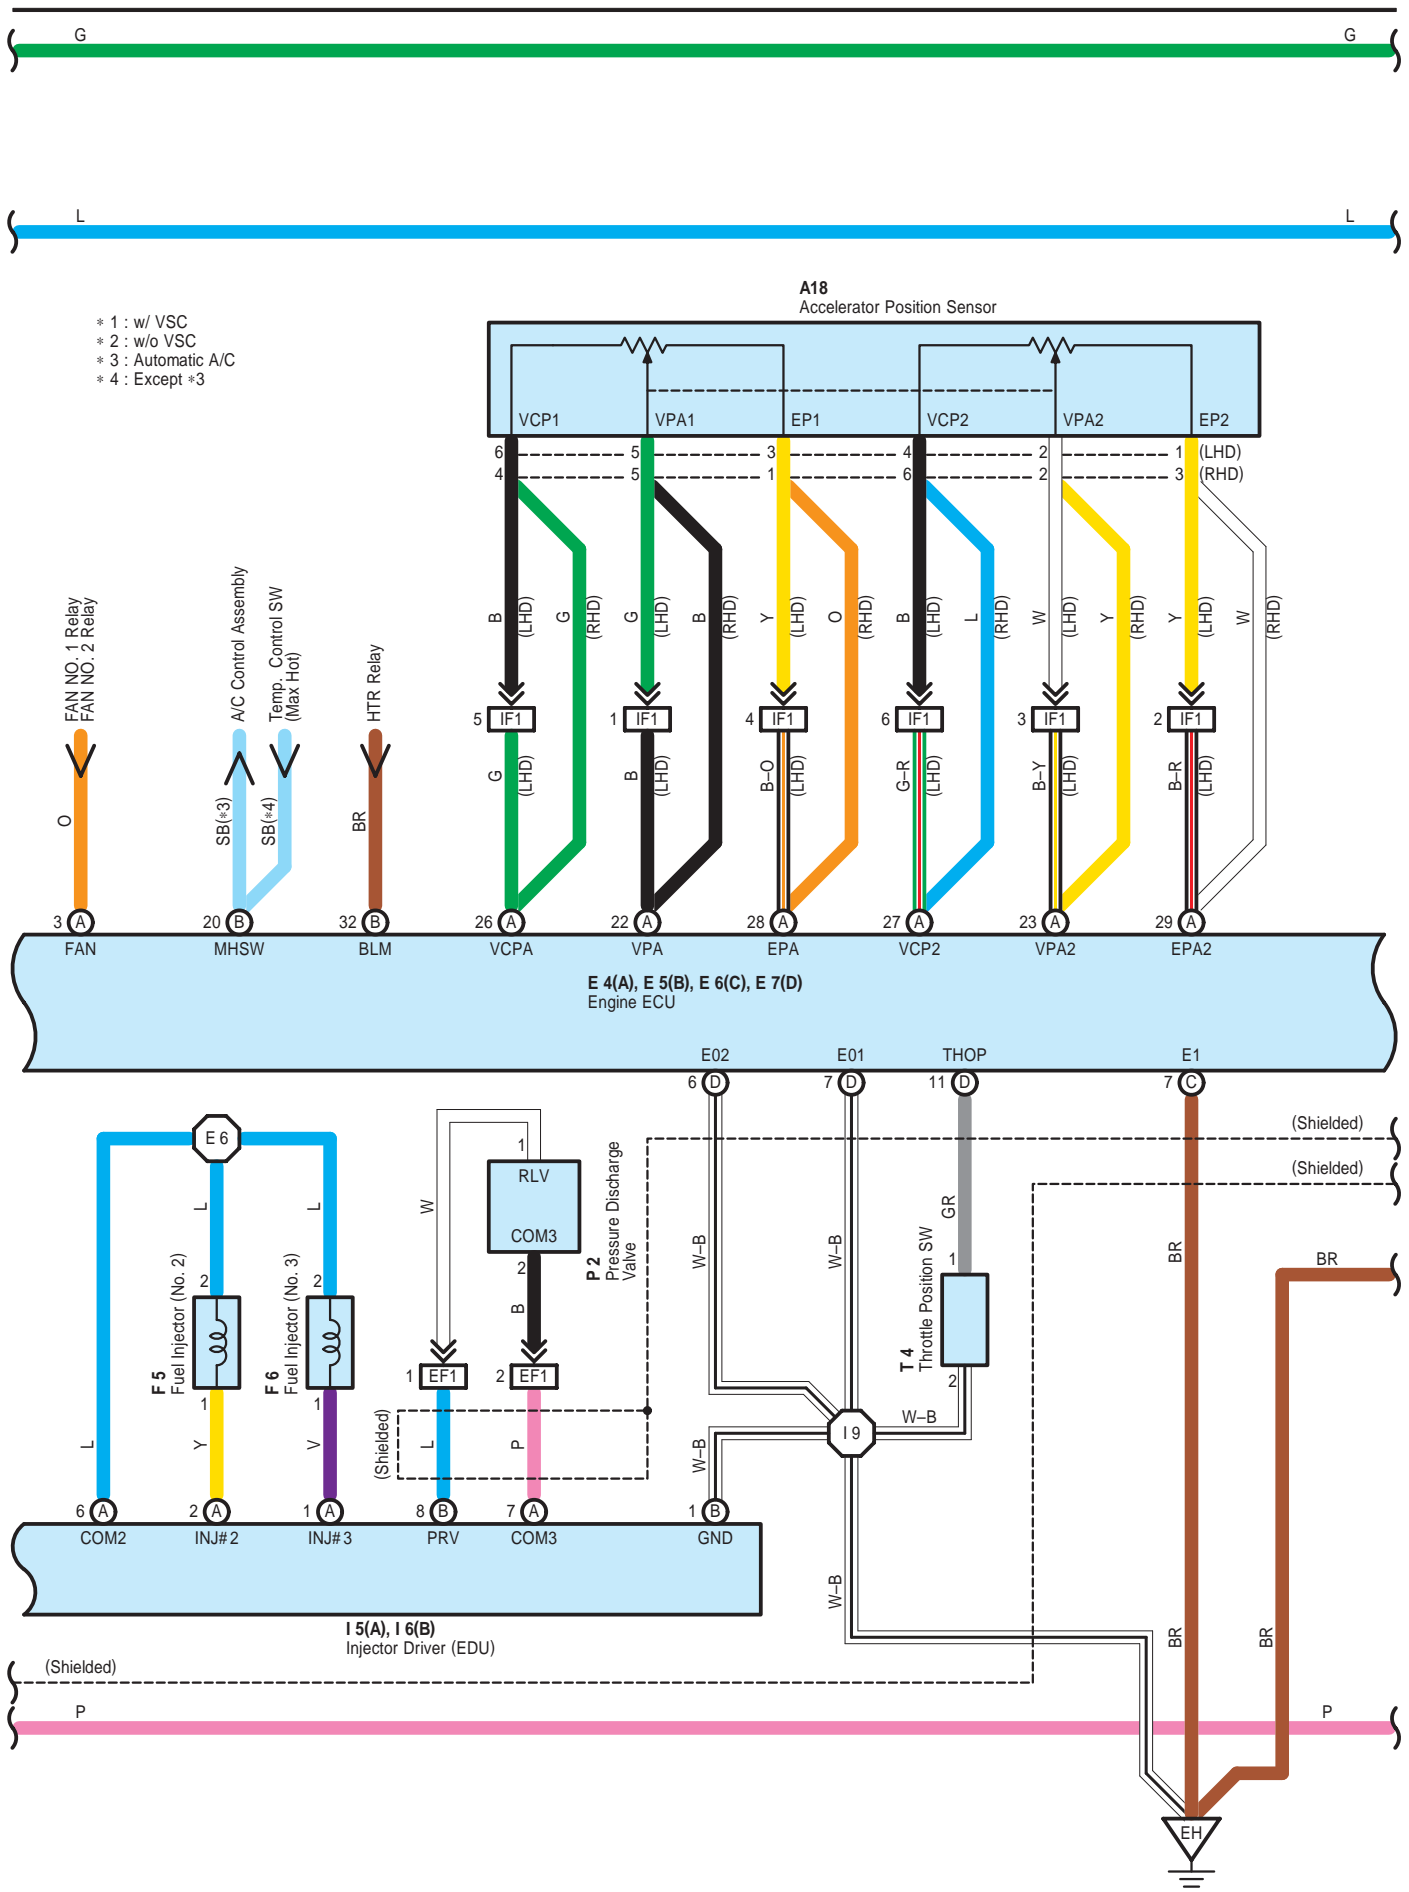 G G
L L
A18
Accelerator Position Sensor
∗ 1 : w/ VSC
∗ 2 : w/o VSC
∗ 3 : Automatic A/C
∗ 4 : Except ∗3
VCP1 VPA1 EP1 VCP2 VPA2 EP2
6 5 3 4 2 1 (LHD)
4 5 1 6 2 3 (RHD)
B (LHD) G (RHD) G (LHD) B (RHD) Y (LHD) O (RHD) B (LHD) L (RHD) W (LHD) Y (RHD) Y (LHD) W (RHD)
FAN NO. 1 Relay
FAN NO. 2 Relay
A/C Control Assembly
Temp. Control SW
(Max Hot)
HTR Relay
5 IF1 1 IF1 4 IF1 6 IF1 3 IF1 2 IF1
O SB(∗3) SB(∗4) BR G (LHD) B (LHD) B–O (LHD) G–R (LHD) B–Y (LHD) B–R (LHD)
3 A 20 B 32 B 26 A 22 A 28 A 27 A 23 A 29 A
FAN MHSW BLM VCPA VPA EPA VCP2 VPA2 EPA2
E 4(A), E 5(B), E 6(C), E 7(D)
Engine ECU
E02 E01 THOP E1
6 D 7 D 11 D 7 C
(Shielded)
E 6
1
(Shielded)
RLV
L L W GR
COM3
P 2
Pressure Discharge
Valve
W–B W–B BR BR
2 2 2 1
B
F 5
Fuel Injector (No. 2)
F 6
Fuel Injector (No. 3)
T 4
Throttle Position SW
1 EF1 2 EF1
1 1 2
W–B
I 9
L Y V (Shielded) L P W–B
6 A 2 A 1 A 8 B 7 A 1 B
COM2 INJ#2 INJ#3 PRV COM3 GND
W–B
I 5(A), I 6(B)
Injector Driver (EDU)
BR BR
(Shielded)
P P
EH